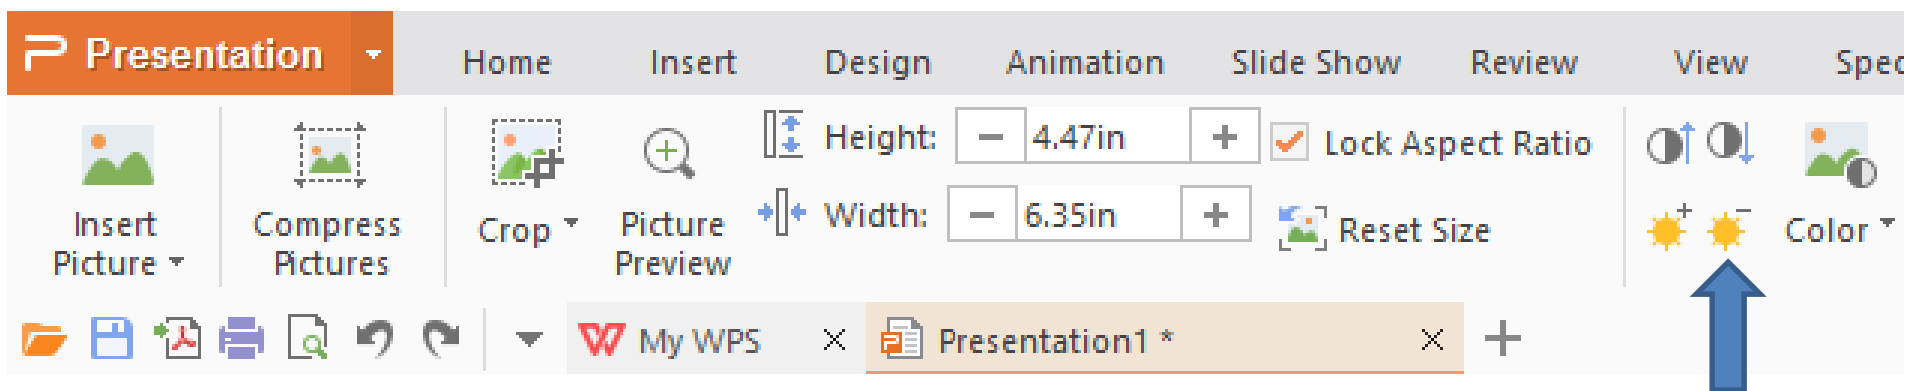 Presentation
Home Insert Design Animation Slide Show Review View Spec
Height: 4.47in Lock Aspect Ratio
Insert Picture
Compress Pictures
Crop
Picture Preview
Width: 6.35in
Reset Size
Color
My WPS
Presentation1 *